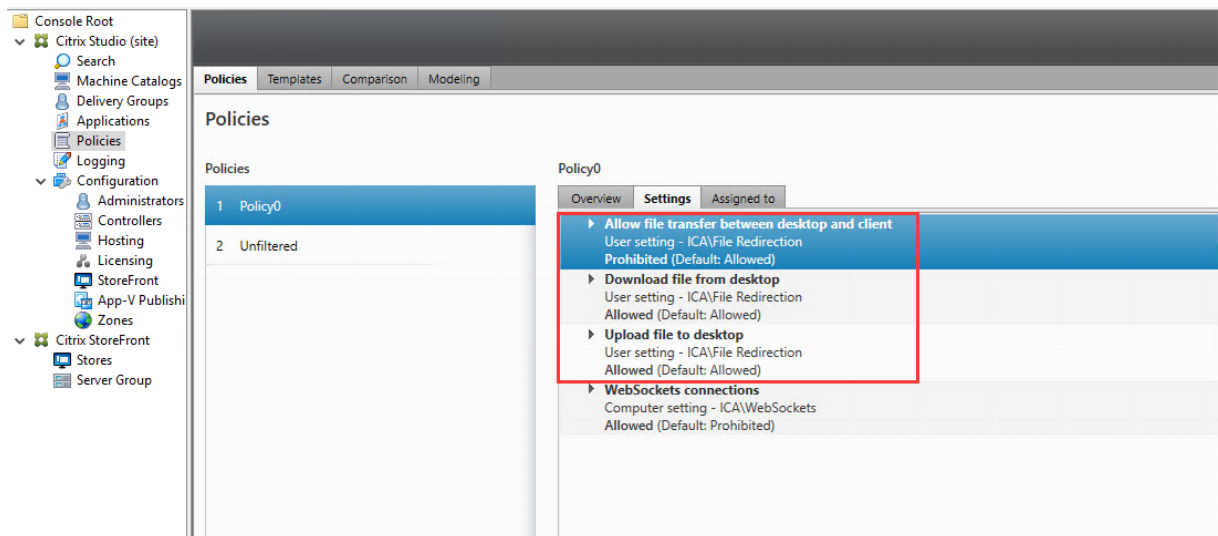 Console Root
Citrix Studio (site)
Search
Machine Catalogs
Delivery Groups
Applications
Policies
Logging
Configuration
Administrators
Controllers
Hosting
Licensing
StoreFront
App-V Publishi
Zones
Citrix StoreFront
Stores
Server Group
Policies Templates Comparison Modeling
Policies
Policies
1 Policy0
2 Unfiltered
Policy0
Overview Settings Assigned to
Allow file transfer between desktop and client
User setting - ICA\File Redirection
Prohibited (Default: Allowed)
Download file from desktop
User setting - ICA\File Redirection
Allowed (Default: Allowed)
Upload file to desktop
User setting - ICA\File Redirection
Allowed (Default: Allowed)
WebSockets connections
Computer setting - ICA\WebSockets
Allowed (Default: Prohibited)